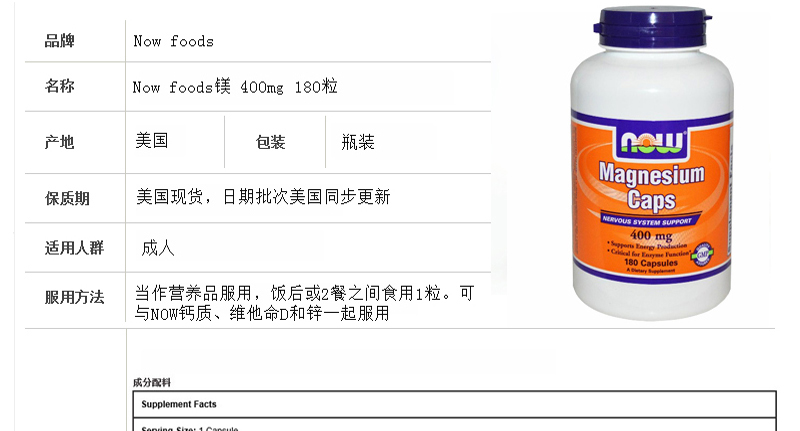 品牌
Now foods
名称
Now foods镁 400mg 180粒
产地
美国
包装
瓶装
保质期
美国现货，日期批次美国同步更新
适用人群
成人
服用方法
当作营养品服用，饭后或2餐之间食用1粒。可
与NOW钙质、维他命D和锌一起服用
NOW
Magnesium
Caps
NERVOUS SYSTEM SUPPORT
400 mg
• Supports Energy Production
• Critical for Enzyme Function*
GMP
180 Capsules
A Dietary Supplement
成分配料
Supplement Facts
Serving Size: 1 Capsule